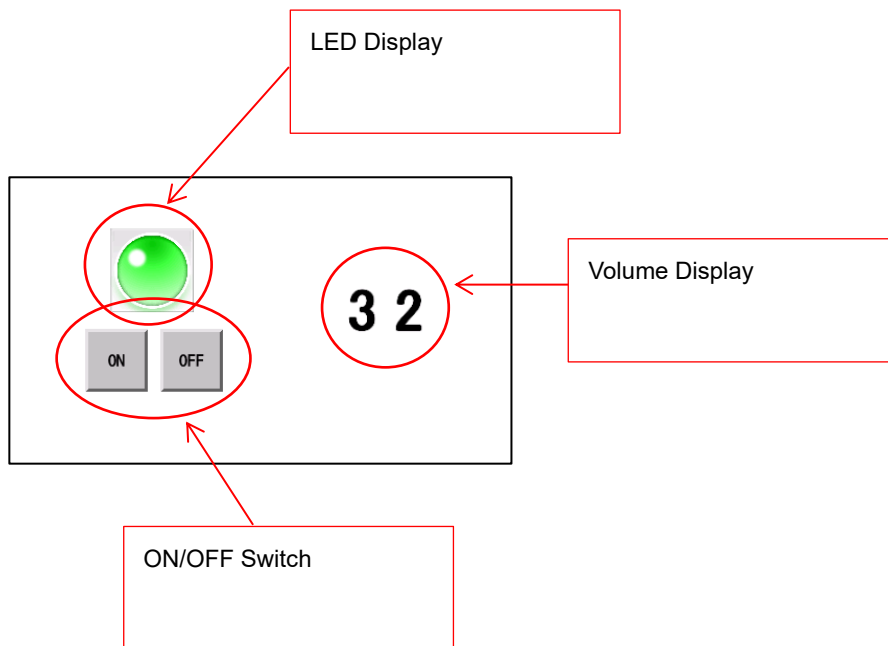 LED Display
Volume Display
3 2
ON OFF
ON/OFF Switch